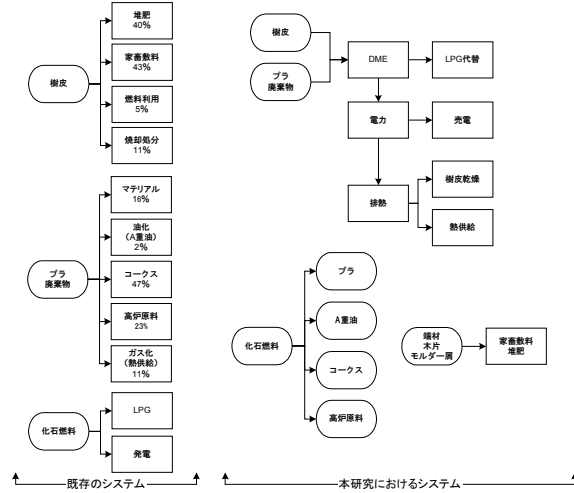 樹皮
堆肥
40%
家畜敷料
43%
燃料利用
5%
焼却処分
11%
プラ
廃棄物
マテリアル
16%
油化
(A重油)
2%
コークス
47%
高炉原料
23%
ガス化
(熱供給)
11%
化石燃料
LPG
発電
既存のシステム
樹皮
プラ
廃棄物
DME
LPG代替
電力
売電
排熱
樹皮乾燥
熱供給
化石燃料
プラ
A重油
コークス
高炉原料
端材
木片
モルダー屑
家畜敷料
堆肥
本研究におけるシステム